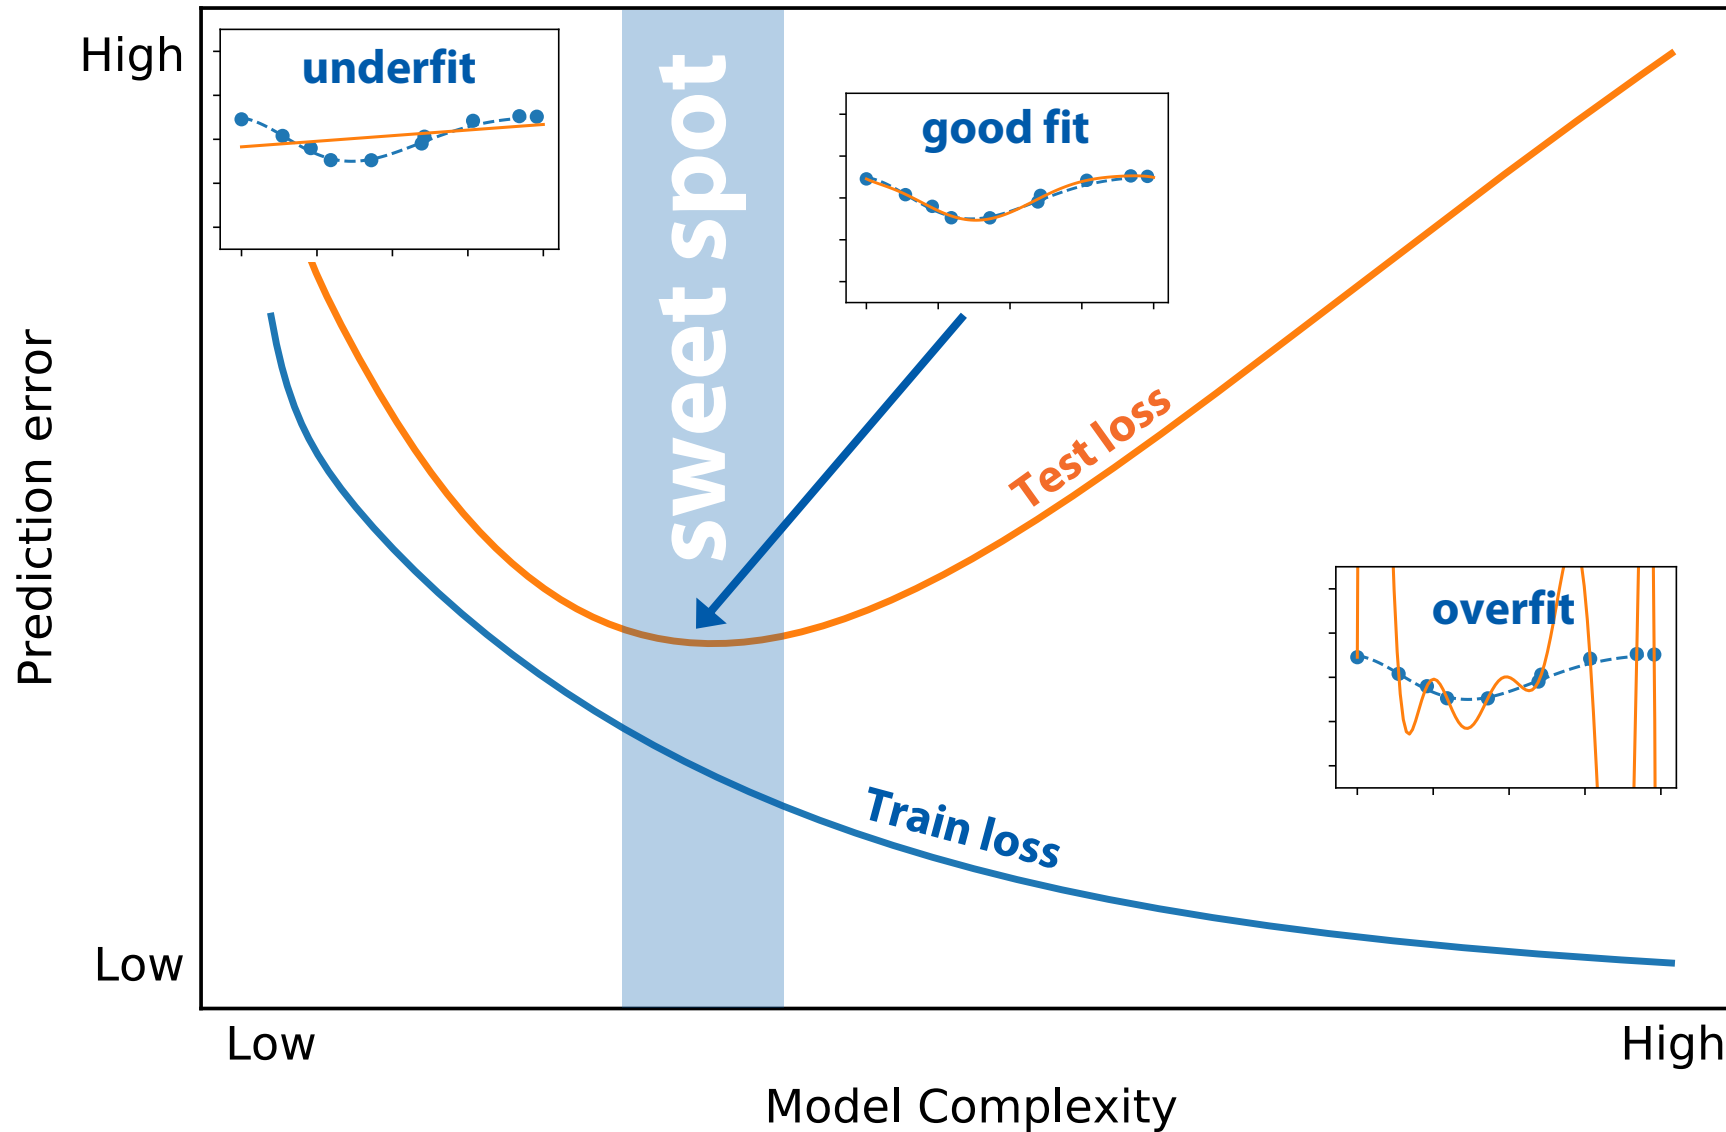 High
underfit
sweet spot
good fit
Test loss
overfit
Train loss
Prediction error
Low
Low
High
Model Complexity